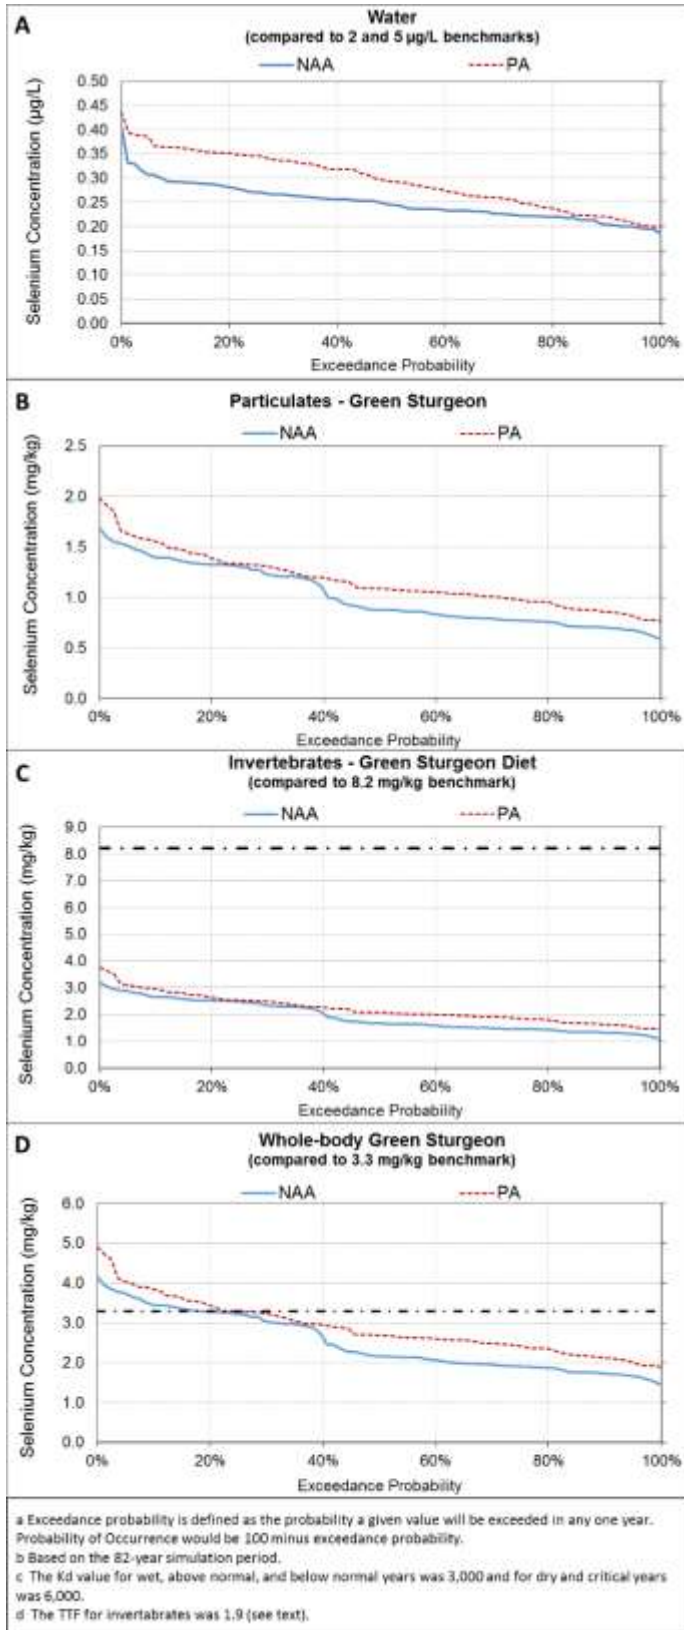 A
Water
(compared to 2 and 5 µg/L benchmarks)
NAA PA
Selenium Concentration (µg/L)
0.50
0.45
0.40
0.35
0.30
0.25
0.20
0.15
0.10
0.05
0.00
0% 20% 40% 60% 80% 100%
Exceedance Probability
B
Particulates - Green Sturgeon
NAA PA
Selenium Concentration (mg/kg)
2.5
2.0
1.5
1.0
0.5
0.0
0% 20% 40% 60% 80% 100%
Exceedance Probability
C
Invertebrates - Green Sturgeon Diet
(compared to 8.2 mg/kg benchmark)
NAA PA
Selenium Concentration (mg/kg)
9.0
8.0
7.0
6.0
5.0
4.0
3.0
2.0
1.0
0.0
0% 20% 40% 60% 80% 100%
Exceedance Probability
D
Whole-body Green Sturgeon
(compared to 3.3 mg/kg benchmark)
NAA PA
Selenium Concentration (mg/kg)
6.0
5.0
4.0
3.0
2.0
1.0
0.0
0% 20% 40% 60% 80% 100%
Exceedance Probability
a Exceedance probability is defined as the probability a given value will be exceeded in any one year.
Probability of Occurrence would be 100 minus exceedance probability.
b Based on the 82-year simulation period.
c The Kd value for wet, above normal, and below normal years was 3,000 and for dry and critical years
was 6,000.
d The TTF for invertabrates was 1.9 (see text).